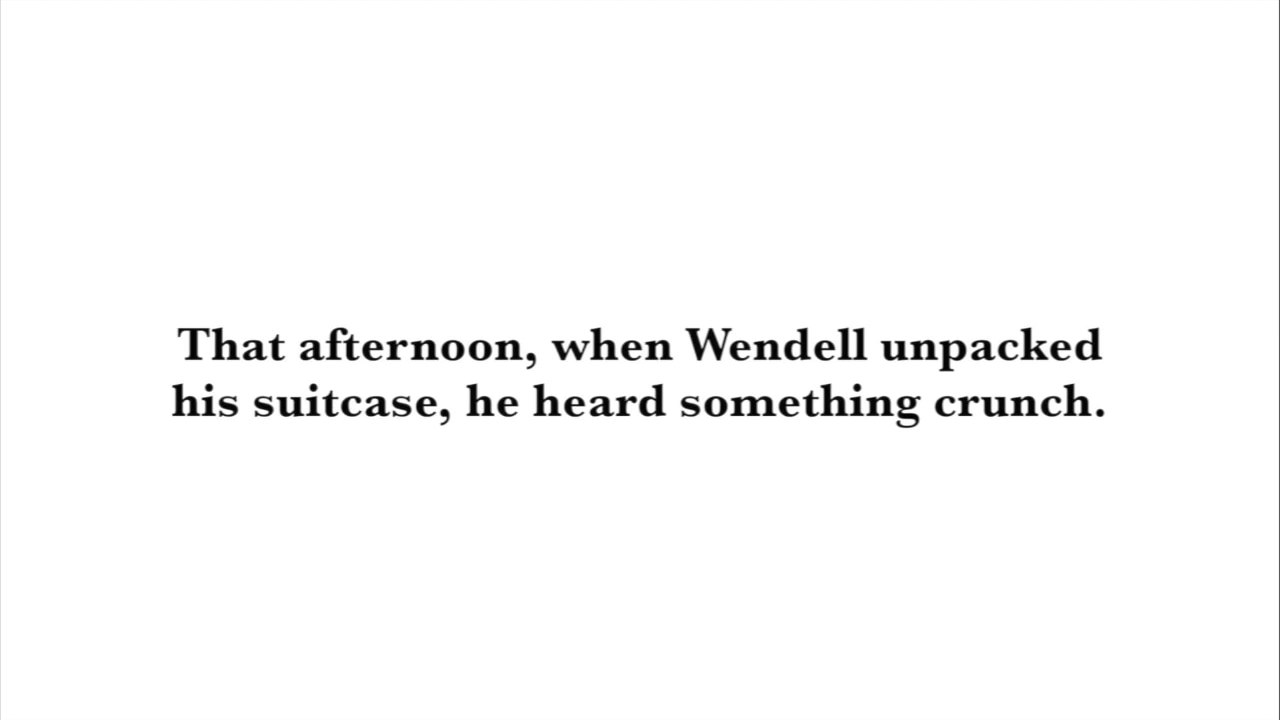 That afternoon, when Wendell unpacked
his suitcase, he heard something crunch.